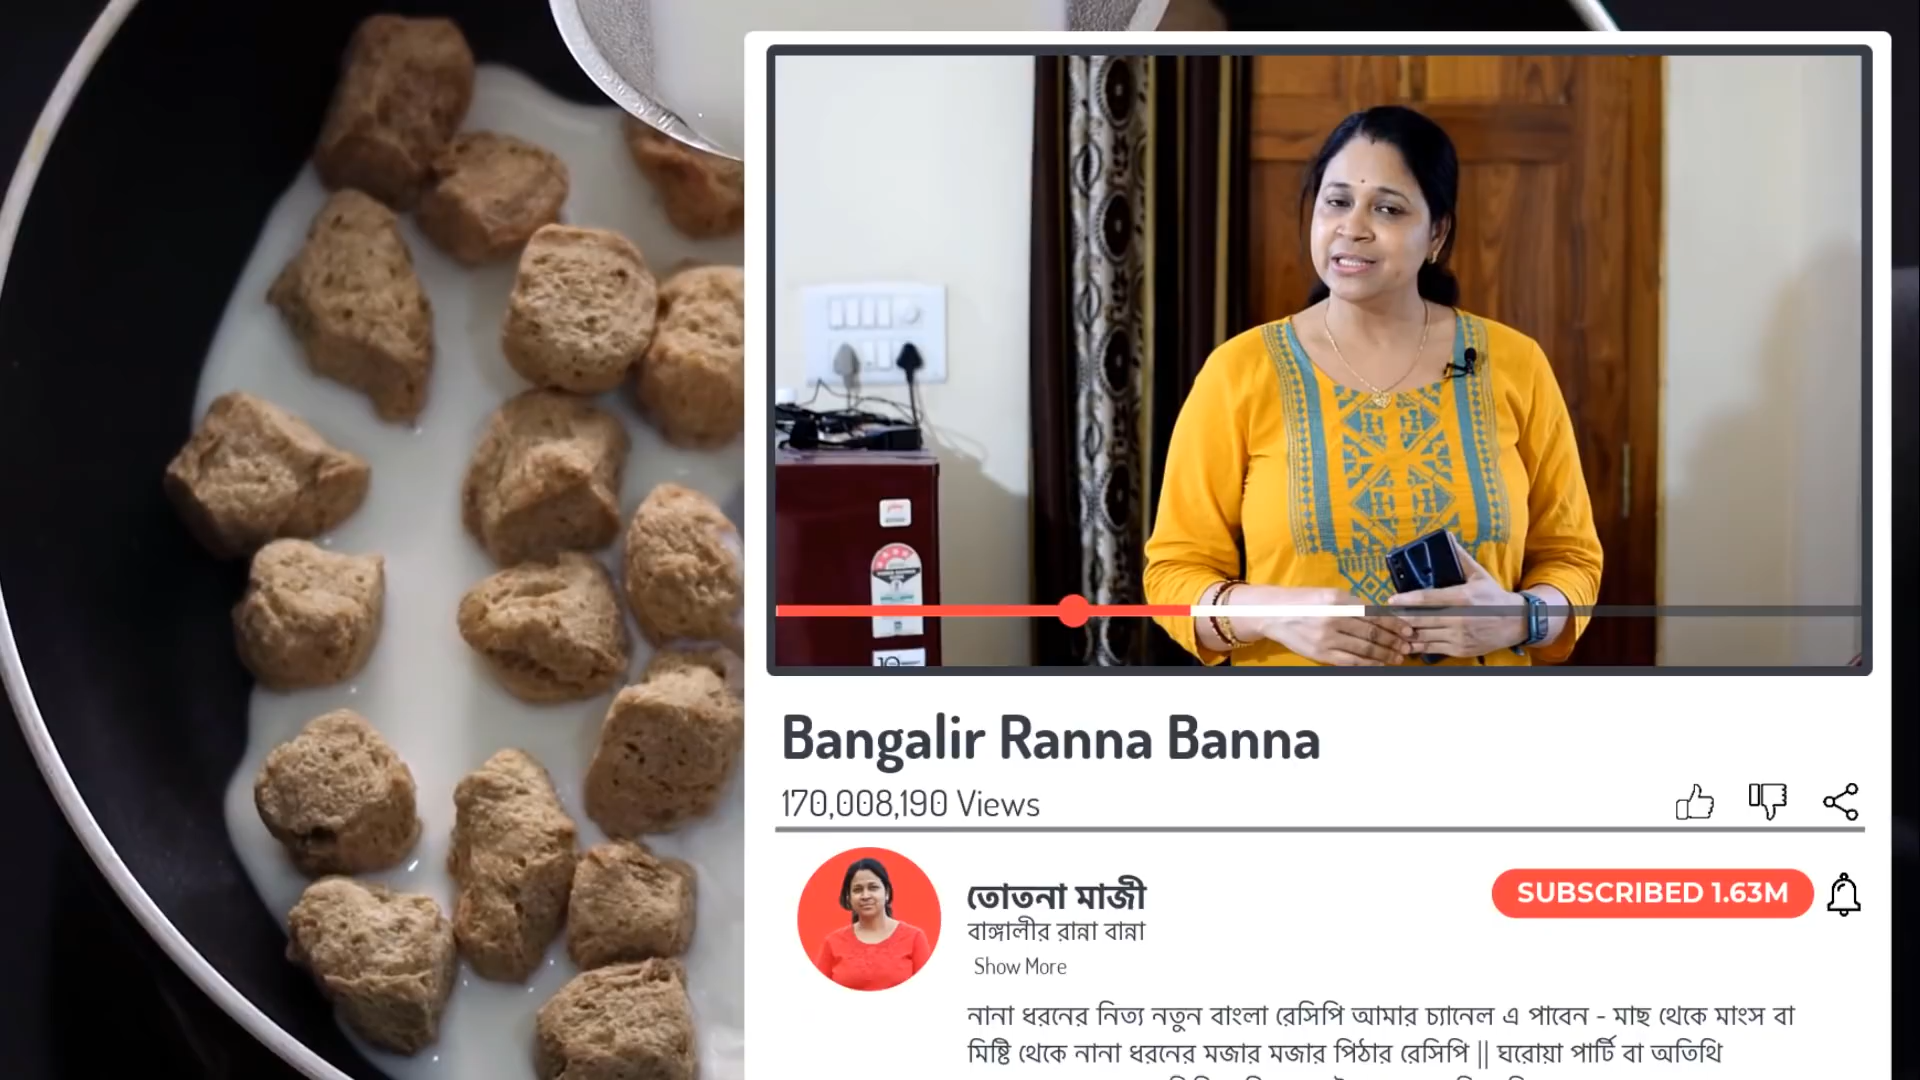 Bangalir Ranna Banna
170,008,190 Views
তোতনা মাজী
SUBSCRIBED 1.63M
বাঙ্গালীর রান্না বান্না
Show More
নানা ধরনের নিত্য নতুন বাংলা রেসিপি আমার চ্যানেল এ পাবেন - মাছ থেকে মাংস বা
মিষ্টি থেকে নানা ধরনের মজার মজার পিঠার রেসিপি || ঘরোয়া পার্টি বা অতিথি